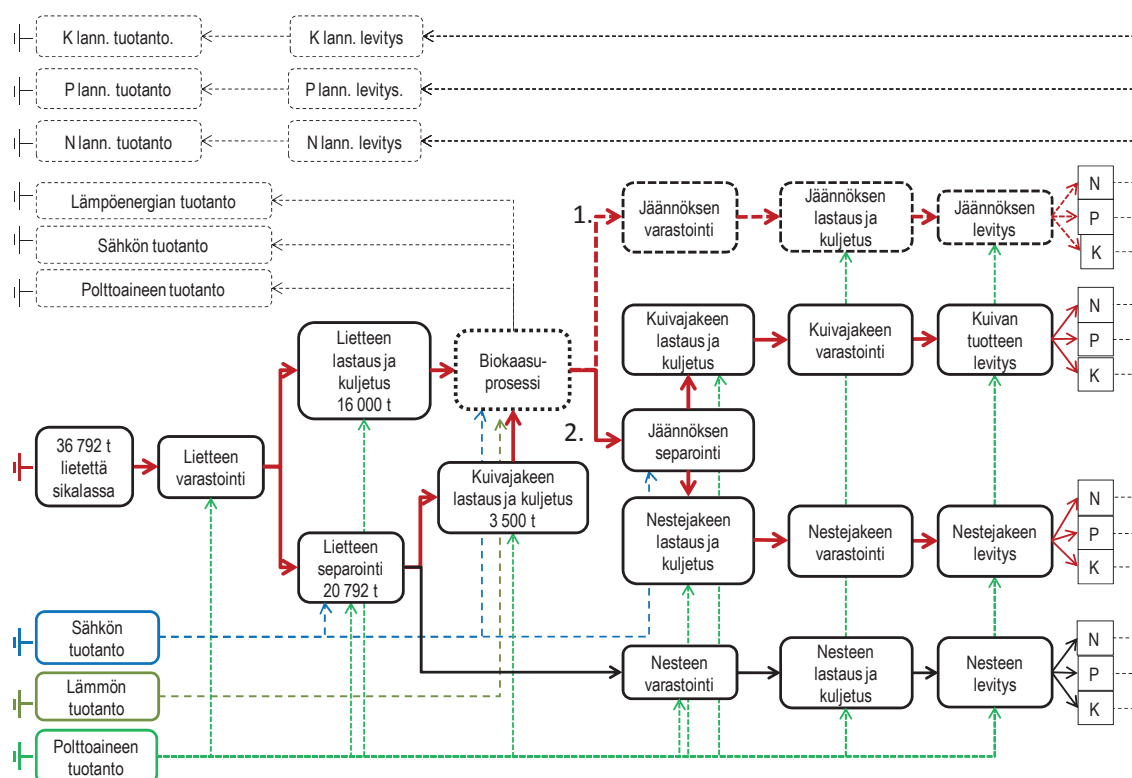 K lann. tuotanto.
K lann. levitys
P lann. tuotanto
P lann. levitys.
N lann. tuotanto
N lann. levitys
Lämpöenergian tuotanto
Sähkön tuotanto
Polttoaineen tuotanto
1.
Jäännöksen
varastointi
Jäännöksen
lastaus ja
kuljetus
Jäännöksen
levitys
N
P
K
Lietteen
lastaus ja
kuljetus
16 000 t
Biokaasu-
prosessi
Kuivajakeen
lastaus ja
kuljetus
Kuivajakeen
varastointi
Kuivan
tuotteen
levitys
N
P
K
2.
Jäännöksen
separointi
36 792 t
lietettä
sikalassa
Lietteen
varastointi
Kuivajakeen
lastaus ja kuljetus
3 500 t
Lietteen
separointi
20 792 t
Nestejakeen
lastaus ja
kuljetus
Nestejakeen
varastointi
Nestejakeen
levitys
N
P
K
Sähkön
tuotanto
Nesteen
varastointi
Nesteen
lastaus ja
kuljetus
Nesteen
levitys
N
P
K
Lämmön
tuotanto
Polttoaineen
tuotanto